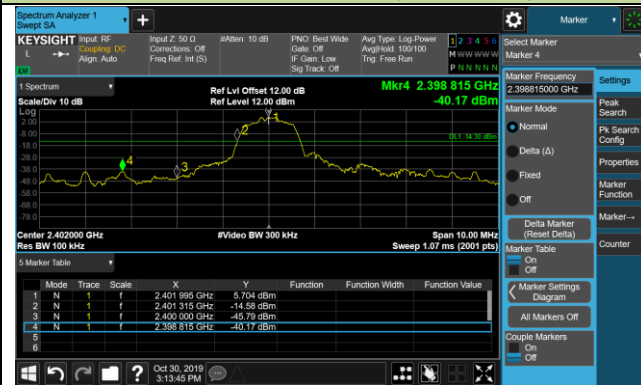 Spectrum Analyzer 1
Swept SA
Marker
KEYSIGHT
Input: RF
Coupling: DC
Align: Auto
Input Z: 50 Ω
Corrections: Off
Freq Ref: Int (S)
#Atten: 10 dB
PNO: Best Wide
Gate: Off
IF Gain: Low
Sig Track: Off
Avg Type: Log-Power
Avg|Hold: 100/100
Trig: Free Run
1 2 3 4 5 6
M W W W W W
P N N N N N
L
LXI
Select Marker
Marker 4
1 Spectrum
Scale/Div 10 dB
Log
Ref Lvl Offset 12.00 dB
Ref Level 12.00 dBm
Mkr4 2.398 815 GHz
-40.17 dBm
2.00
-8.00
-18.0
-28.0
-38.0
-48.0
-58.0
-68.0
-78.0
1
2
3
4
DL1 -14.30 dBm
Center 2.402000 GHz
Res BW 100 kHz
#Video BW 300 kHz
Span 10.00 MHz
Sweep 1.07 ms (2001 pts)
5 Marker Table
Mode Trace Scale X Y Function Function Width Function Value
1 N 1 f 2.401 995 GHz 5.704 dBm
2 N 1 f 2.401 315 GHz -14.58 dBm
3 N 1 f 2.400 000 GHz -45.79 dBm
4 N 1 f 2.398 815 GHz -40.17 dBm
5
6
Marker Frequency
2.398815000 GHz
Marker Mode
Normal
Delta (Δ)
Fixed
Off
Delta Marker
(Reset Delta)
Marker Table
On
Off
Marker Settings
Diagram
All Markers Off
Couple Markers
On
Off
Settings
Peak
Search
Pk Search
Config
Properties
Marker
Function
Marker→
Counter
?
Oct 30, 2019
3:13:45 PM